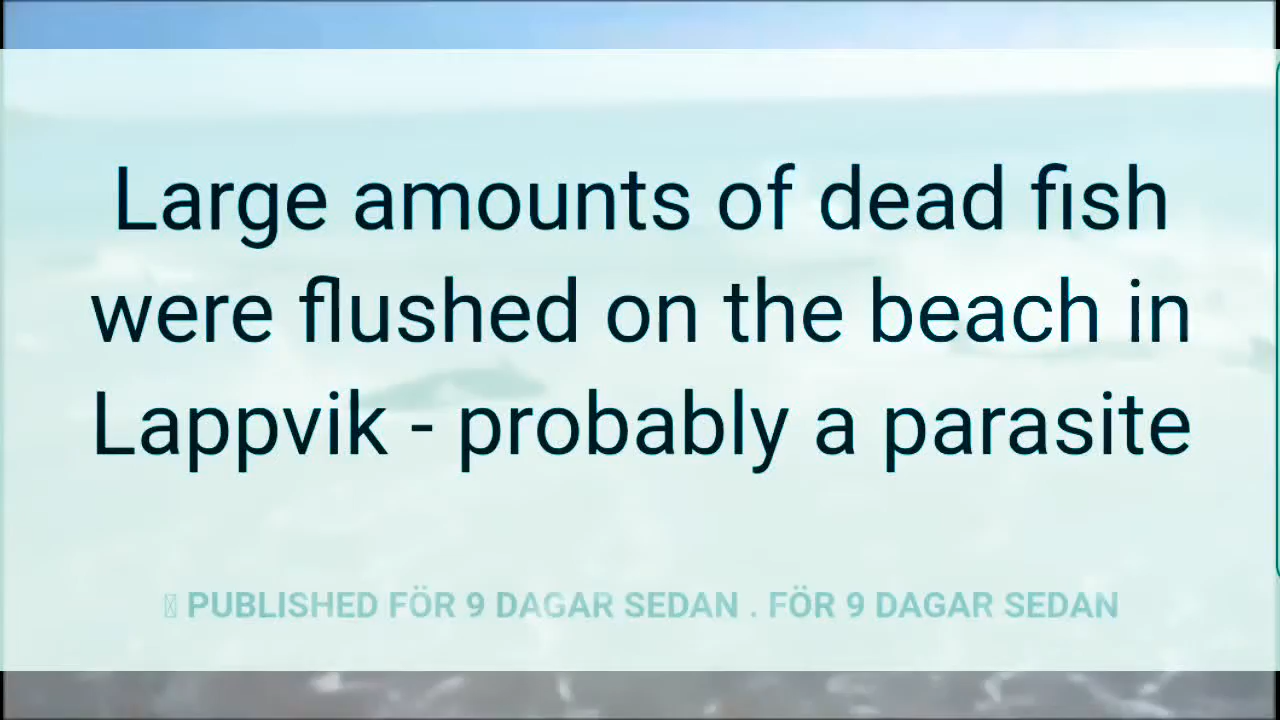 Large amounts of dead fish
were flushed on the beach in
Lappvik - probably a parasite
PUBLISHED FÖR 9 DAGAR SEDAN . FÖR 9 DAGAR SEDAN